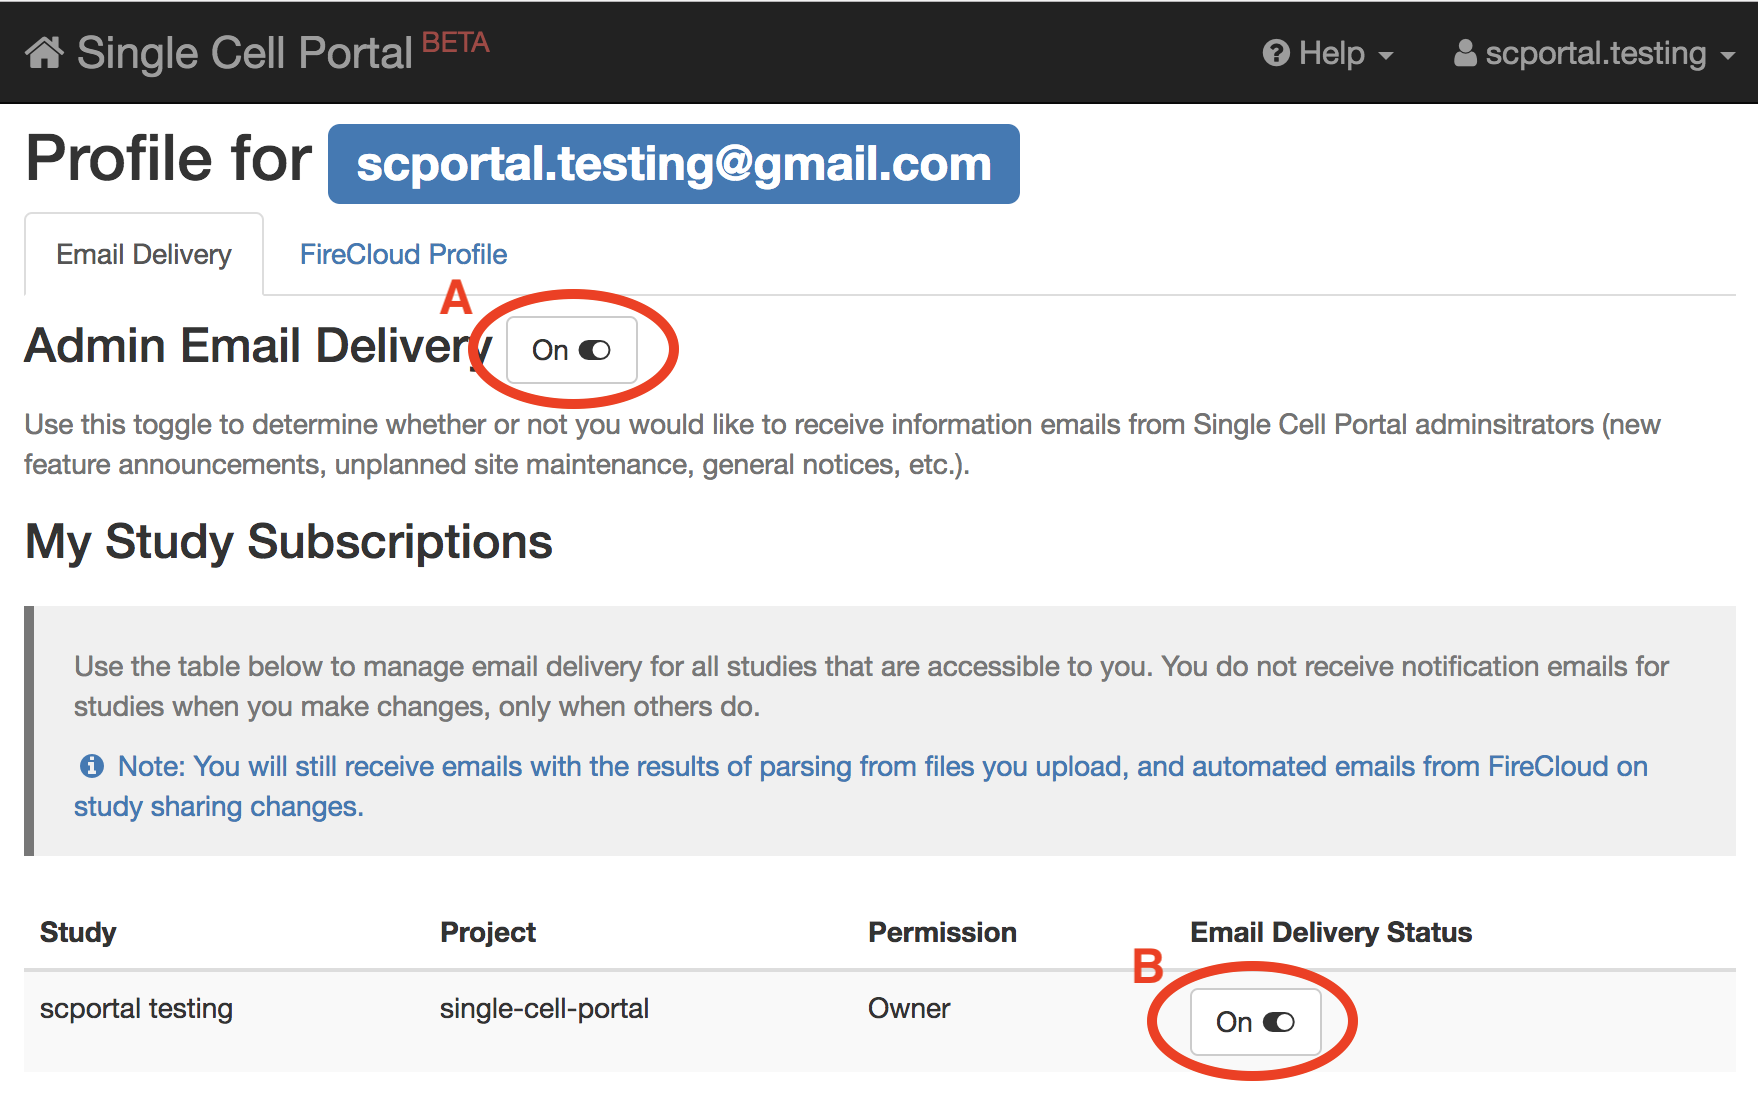 Single Cell Portal BETA
Help
scportal.testing
Profile for scportal.testing@gmail.com
Email Delivery
FireCloud Profile
A
Admin Email Delivery On
Use this toggle to determine whether or not you would like to receive information emails from Single Cell Portal adminsitrators (new
feature announcements, unplanned site maintenance, general notices, etc.).
My Study Subscriptions
Use the table below to manage email delivery for all studies that are accessible to you. You do not receive notification emails for
studies when you make changes, only when others do.
Note: You will still receive emails with the results of parsing from files you upload, and automated emails from FireCloud on
study sharing changes.
Study Project Permission Email Delivery Status
B
scportal testing single-cell-portal Owner On